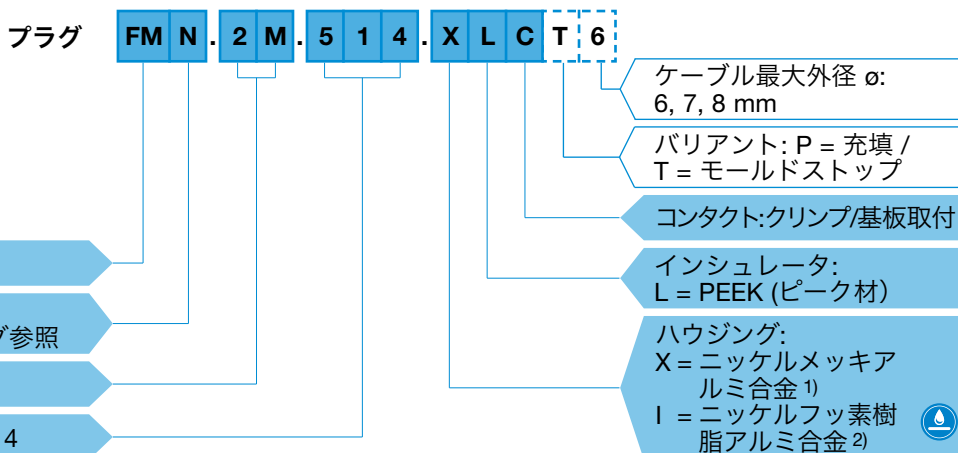 プラグ FM N . 2 M . 5 1 4 . X L C T 6
ケーブル最大外径 ø:
6, 7, 8 mm
バリアント: P = 充填 /
T = モールドストップ
コンタクト:クリンプ/基板取付
インシュレータ:
L = PEEK (ピーク材）
ハウジング:
X = ニッケルメッキア
ルミ合金 1)
I = ニッケルフッ素樹
脂アルミ合金 2)
参照
4